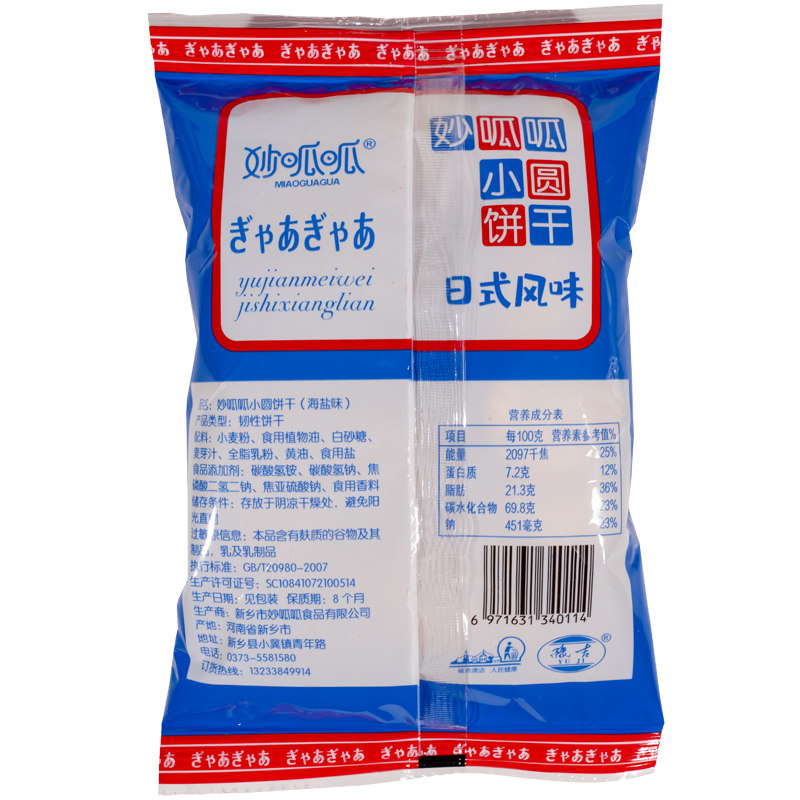 ぎゃあぎゃあ ぎゃあぎゃあ ぎゃあぎゃあ ぎゃあぎゃあ
妙呱呱®
MIAOGUAGUA
ぎゃあぎゃあ
yujianmeiwei
jishixianglian
妙呱呱
小圆
饼干
日式风味
品名：妙呱呱小圆饼干（海盐味）
产品类型：韧性饼干
配料：小麦粉、食用植物油、白砂糖、
麦芽汁、全脂乳粉、黄油、食用盐
食品添加剂：碳酸氢铵、碳酸氢钠、焦
磷酸二氢二钠、焦亚硫酸钠、食用香料
储存条件：存放于阴凉干燥处，避免阳
光直
过敏原信息：本品含有麸质的谷物及其
制品、乳及乳制品
执行标准：GB/T20980-2007
生产许可证号：SC10841072100514
生产日期：见包装 保质期：8个月
生产商：新乡市妙呱呱食品有限公司
产地：河南省新乡市
地址：新乡县小冀镇青年路
电话：0373-5581580
订货热线：13233849914
营养成分表
项目 每100克 营养素参考值%
能量 2097千焦 25%
蛋白质 7.2克 12%
脂肪 21.3克 36%
碳水化合物 69.8克 23%
钠 451毫克 23%
6 971631 340114
城市清洁 人民健康
豫吉®
YU JI
ぎゃあぎゃあ ぎゃあぎゃあ ぎゃあぎゃあ ぎゃあぎゃあ